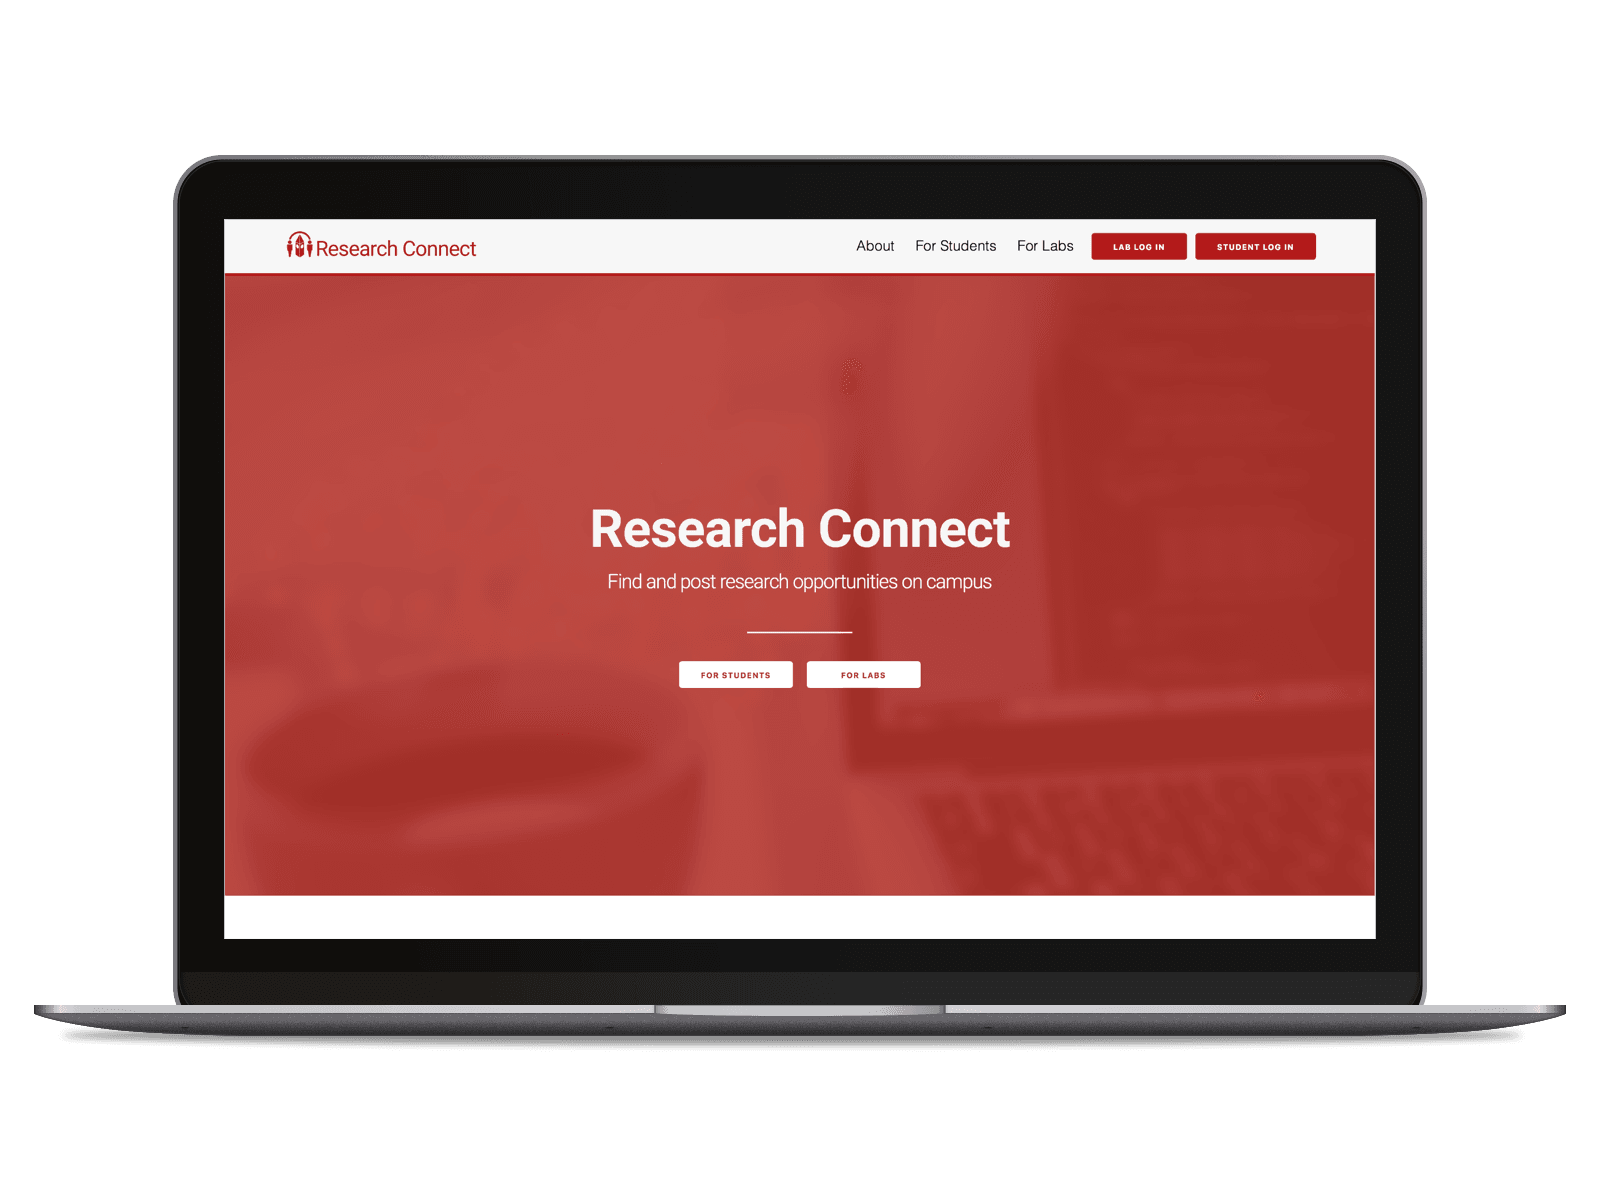 Research Connect
About
For Students
For Labs
LAB LOG IN
STUDENT LOG IN
Research Connect
Find and post research opportunities on campus
FOR STUDENTS
FOR LABS